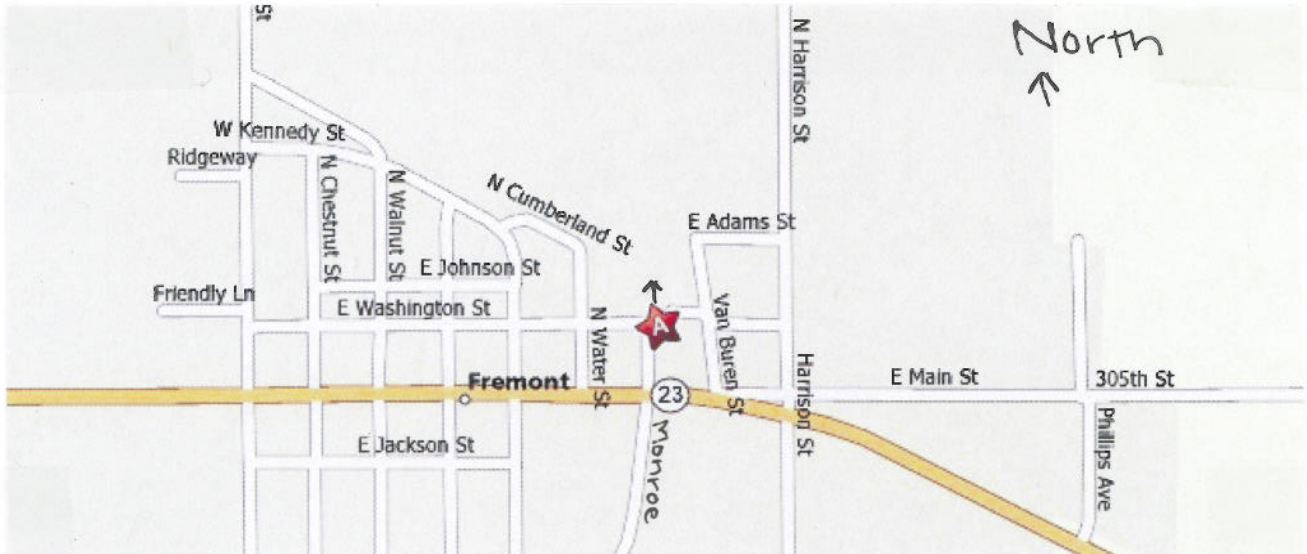 St
North
N Harrison St
W Kennedy St
Ridgeway
N Chestnut St
N Walnut St
N Cumberland St
E Adams St
E Johnson St
Friendly Ln
E Washington St
N Water St
A
Van Buren St
Harrison St
Fremont
23
E Main St
305th St
E Jackson St
Monroe
Phillips Ave